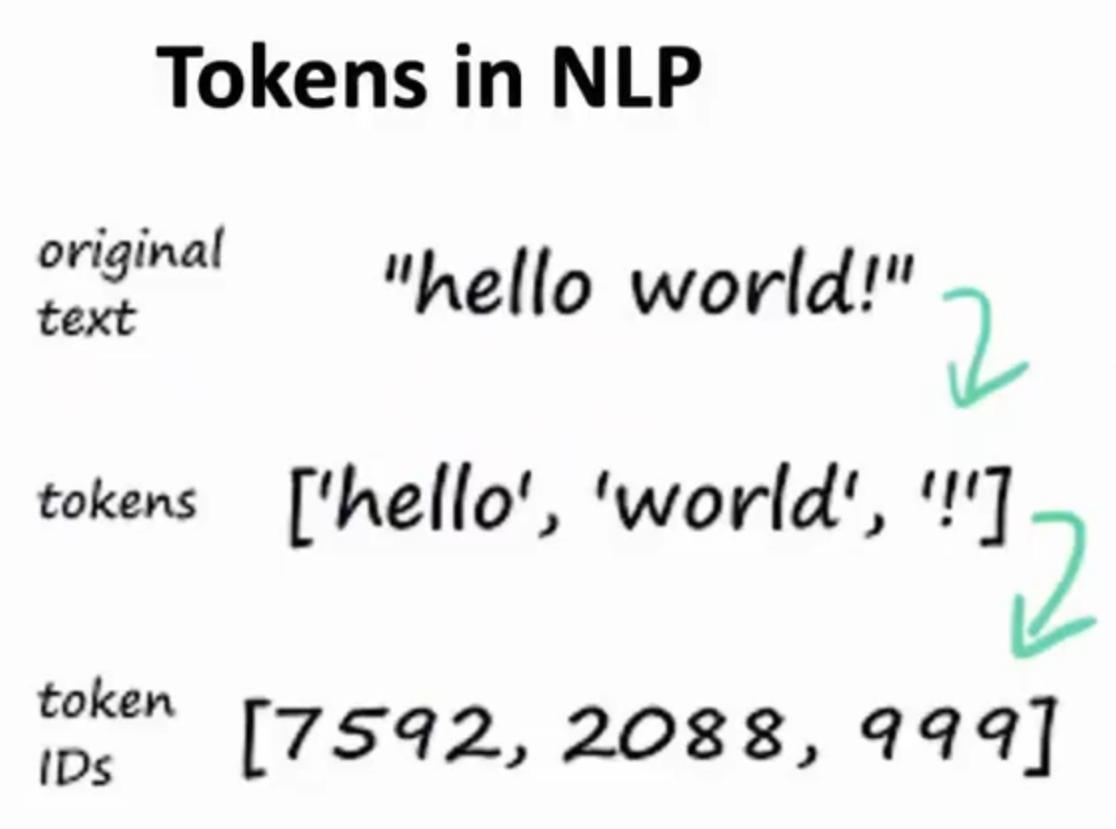 Tokens in NLP
original
text
"hello world!"
tokens
['hello', 'world', '!']
token
IDs
[7592, 2088, 999]